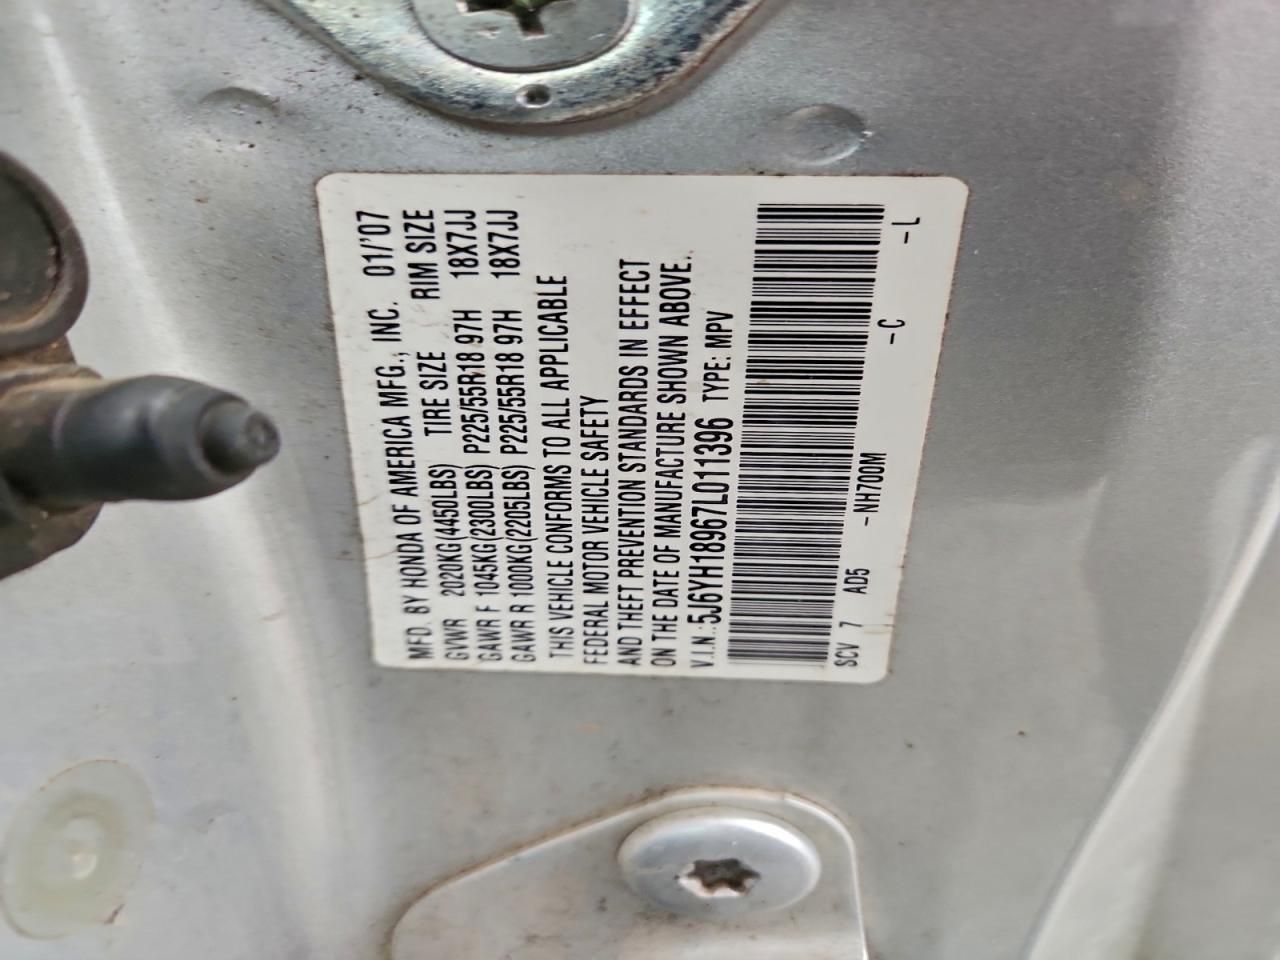 MFD. BY HONDA OF AMERICA MFG., INC. 01/'07
GVWR 2020KG(4450LBS) TIRE SIZE RIM SIZE
GAWR F 1045KG(2300LBS) P225/55R18 97H 18X7JJ
GAWR R 1000KG(2205LBS) P225/55R18 97H 18X7JJ
THIS VEHICLE CONFORMS TO ALL APPLICABLE
FEDERAL MOTOR VEHICLE SAFETY
AND THEFT PREVENTION STANDARDS IN EFFECT
ON THE DATE OF MANUFACTURE SHOWN ABOVE.
V.I.N.: 5J6YH18967L011396 TYPE: MPV
SCV 7 AD5 -NH700M -C -L